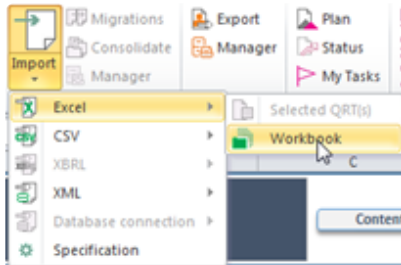 Import
Migrations
Consolidate
Manager
Export
Manager
Plan
Status
My Tasks
Excel
CSV
XBRL
XML
Database connection
Specification
Selected QRT(s)
Workbook
C
Content